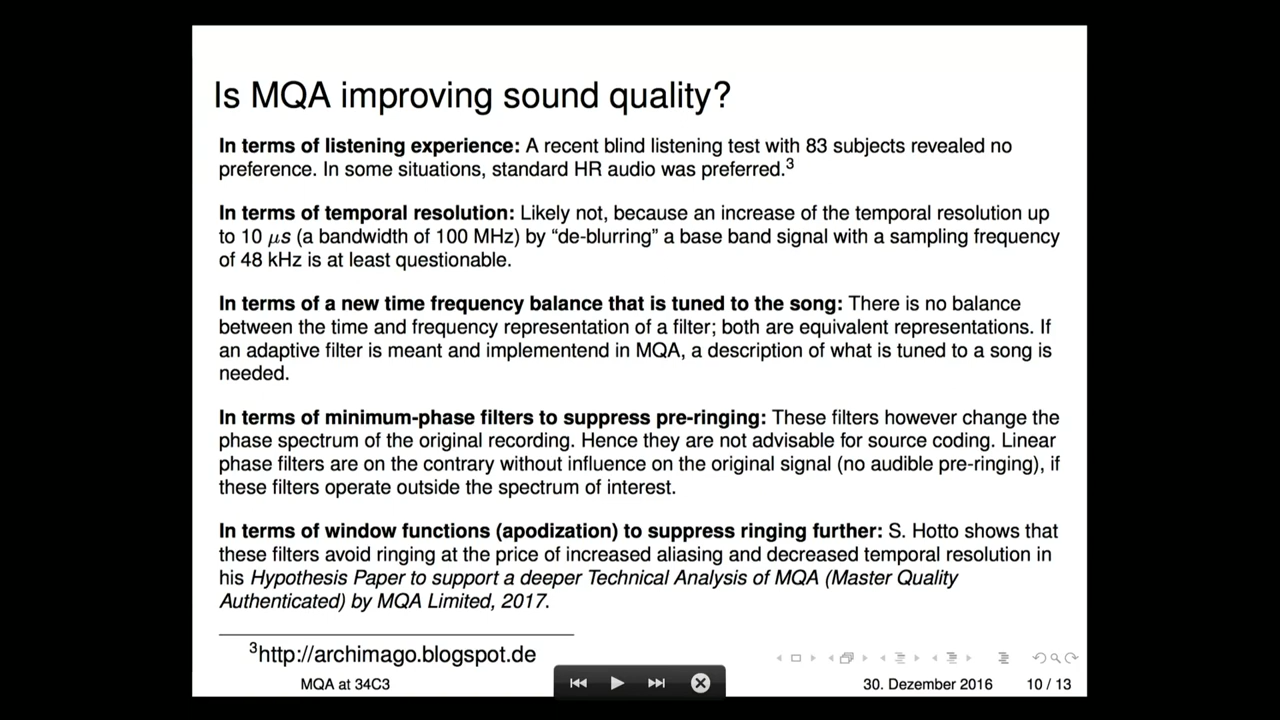 Is MQA improving sound quality?
In terms of listening experience: A recent blind listening test with 83 subjects revealed no
preference. In some situations, standard HR audio was preferred.3
In terms of temporal resolution: Likely not, because an increase of the temporal resolution up
to 10 μs (a bandwidth of 100 MHz) by “de-blurring” a base band signal with a sampling frequency
of 48 kHz is at least questionable.
In terms of a new time frequency balance that is tuned to the song: There is no balance
between the time and frequency representation of a filter; both are equivalent representations. If
an adaptive filter is meant and implementend in MQA, a description of what is tuned to a song is
needed.
In terms of minimum-phase filters to suppress pre-ringing: These filters however change the
phase spectrum of the original recording. Hence they are not advisable for source coding. Linear
phase filters are on the contrary without influence on the original signal (no audible pre-ringing), if
these filters operate outside the spectrum of interest.
In terms of window functions (apodization) to suppress ringing further: S. Hotto shows that
these filters avoid ringing at the price of increased aliasing and decreased temporal resolution in
his Hypothesis Paper to support a deeper Technical Analysis of MQA (Master Quality
Authenticated) by MQA Limited, 2017.
3http://archimago.blogspot.de
MQA at 34C3 30. Dezember 2016 10 / 13